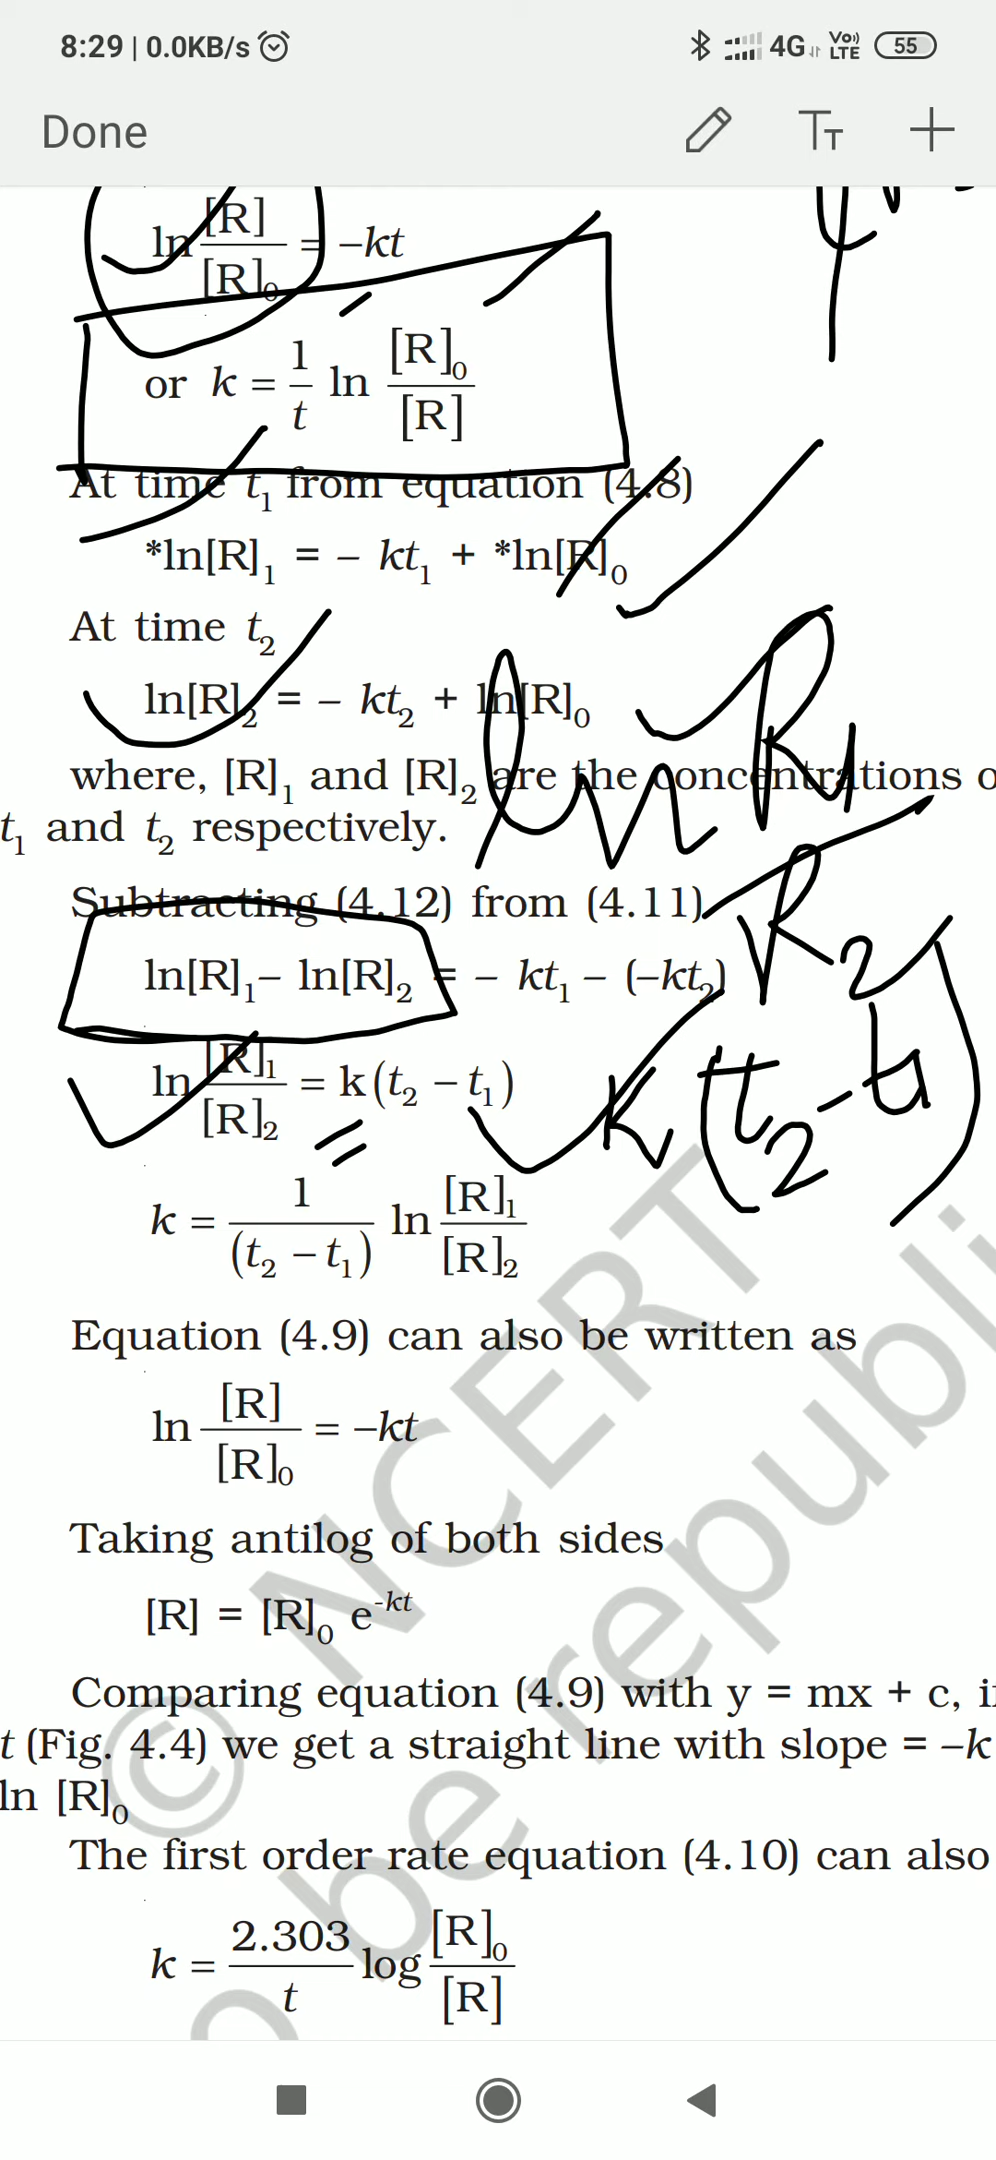 8:29 | 0.0KB/s 4G Vo)) LTE 55
Done TT +
ln [R] / [R]₀ = –kt
or k = 1/t ln [R]₀ / [R]
At time t₁ from equation (4.8)
*ln[R]₁ = – kt₁ + *ln[R]₀
At time t₂
ln[R]₂ = – kt₂ + ln[R]₀
ln R₁
where, [R]₁ and [R]₂ are the concentrations o
t₁ and t₂ respectively.
R₂
Subtracting (4.12) from (4.11)
ln[R]₁– ln[R]₂ = – kt₁ – (–kt₂)
ln [R]₁ / [R]₂ = k(t₂ – t₁)
K (t₂ - t₁)
k = 1 / (t₂ – t₁) ln [R]₁ / [R]₂
Equation (4.9) can also be written as
ln [R] / [R]₀ = –kt
Taking antilog of both sides
[R] = [R]₀ e⁻ᵏᵗ
Comparing equation (4.9) with y = mx + c, i
t (Fig. 4.4) we get a straight line with slope = –k
ln [R]₀
The first order rate equation (4.10) can also
k = 2.303 / t log [R]₀ / [R]
© NCERT
o be republi